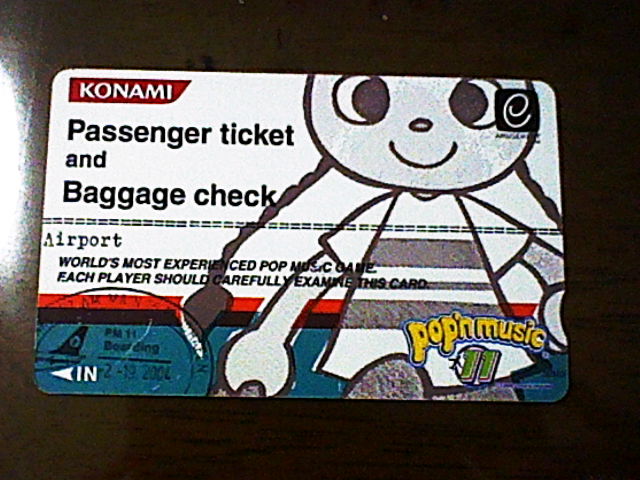 KONAMI
Passenger ticket
and
Baggage check
Airport
WORLD'S MOST EXPERIENCED POP MUSIC GAME.
EACH PLAYER SHOULD CAREFULLY EXAMINE THIS CARD.
pop'n music
11
PM 11
Boarding
2004
IN